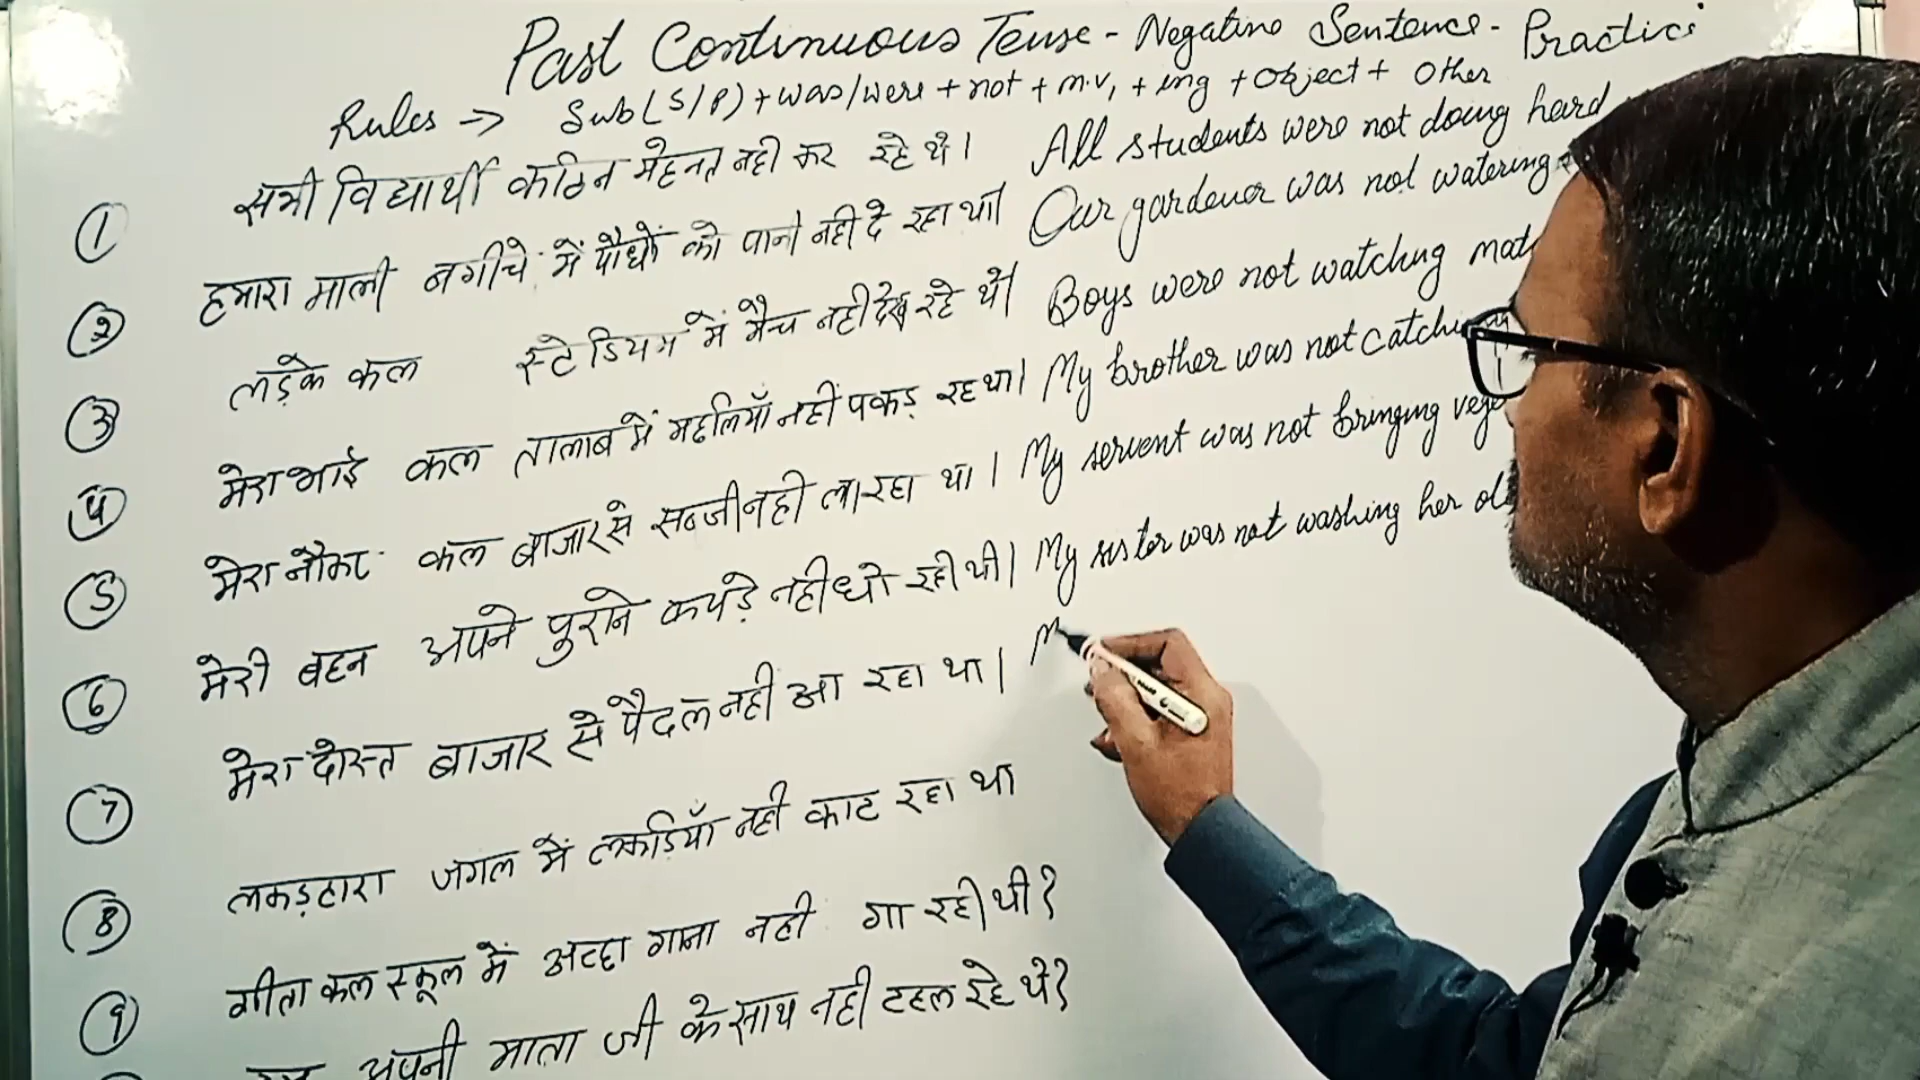 Past Continuous Tense - Negative Sentence - Practice
Rules → Sub(S/P) + was/were + not + m.v, + ing + object + other
① सभी विद्यार्थी कठिन मेहनत नही कर रहे थे। All students were not doing hard
② हमारा माली बगीचे में पौधों को पानी नही दे रहा था। Our gardener was not watering
③ लड़के कल स्टेडियम में मैच नही देख रहे थे। Boys were not watching mat
④ मेरा भाई कल तालाब में मछलियाँ नहीं पकड़ रह था। My brother was not catching
⑤ मेरा नौकर कल बाजार से सब्जी नही ला रहा था। My servent was not bringing vege
⑥ मेरी बहन अपने पुराने कपड़े नही धो रही थी। My sister was not washing her old
⑦ मेरा दोस्त बाजार से पैदल नही आ रहा था। M
⑧ लकड़हारा जंगल में लकड़ियाँ नही काट रहा था
⑨ गीता कल स्कूल में अच्छा गाना नही गा रही थी?
अपनी माता जी के साथ नही टहल रहे थे?